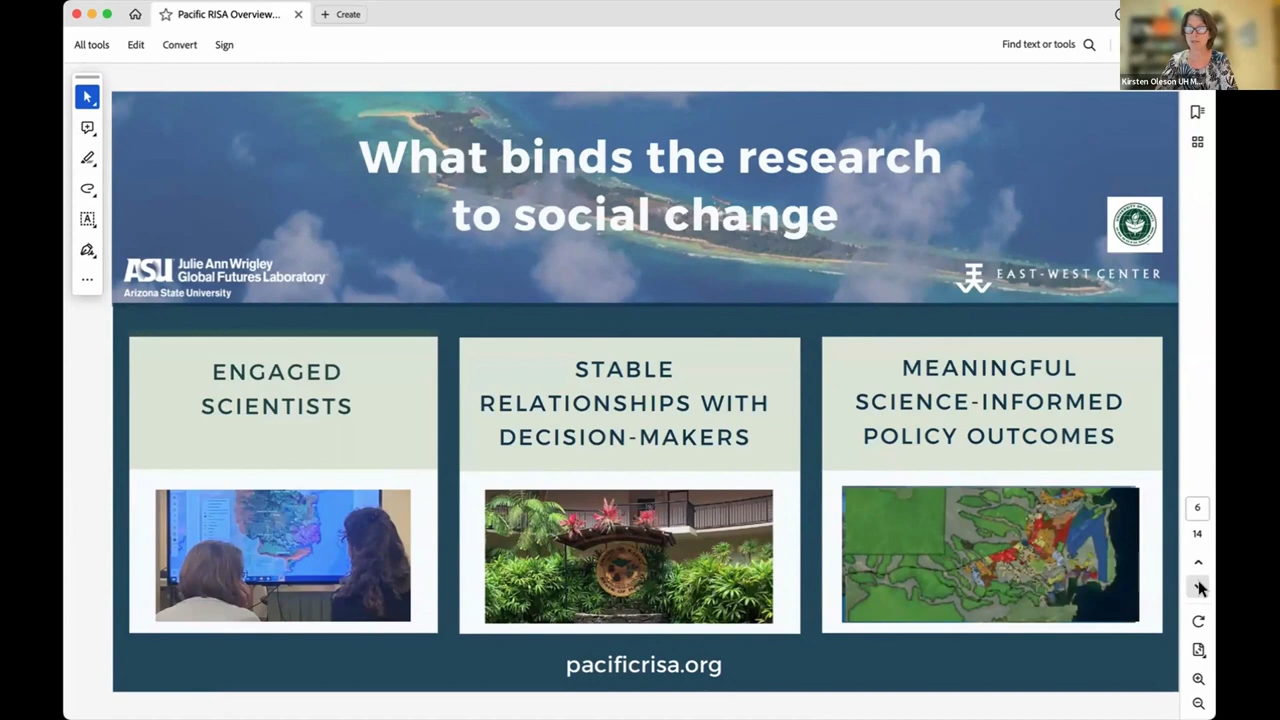 Pacific RISA Overview...
Create
All tools
Edit
Convert
Sign
Find text or tools
Kirsten Oleson UH M...
What binds the research
to social change
ASU Julie Ann Wrigley
Global Futures Laboratory
Arizona State University
EAST-WEST CENTER
ENGAGED
SCIENTISTS
STABLE
RELATIONSHIPS WITH
DECISION-MAKERS
MEANINGFUL
SCIENCE-INFORMED
POLICY OUTCOMES
6
14
pacificrisa.org